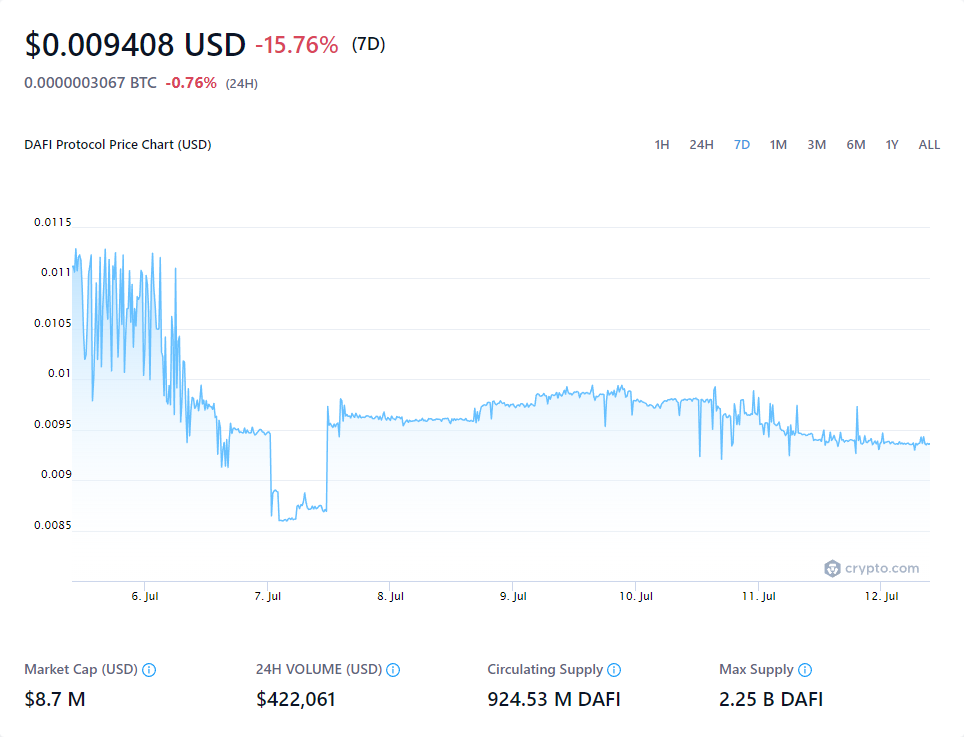 $0.009408 USD -15.76% (7D)
0.0000003067 BTC -0.76% (24H)
DAFI Protocol Price Chart (USD) 1H 24H 7D 1M 3M 6M 1Y ALL
0.0115
0.011
0.0105
0.01
0.0095
0.009
0.0085
crypto.com
6. Jul 7. Jul 8. Jul 9. Jul 10. Jul 11. Jul 12. Jul
Market Cap (USD) 24H VOLUME (USD) Circulating Supply Max Supply
$8.7 M $422,061 924.53 M DAFI 2.25 B DAFI